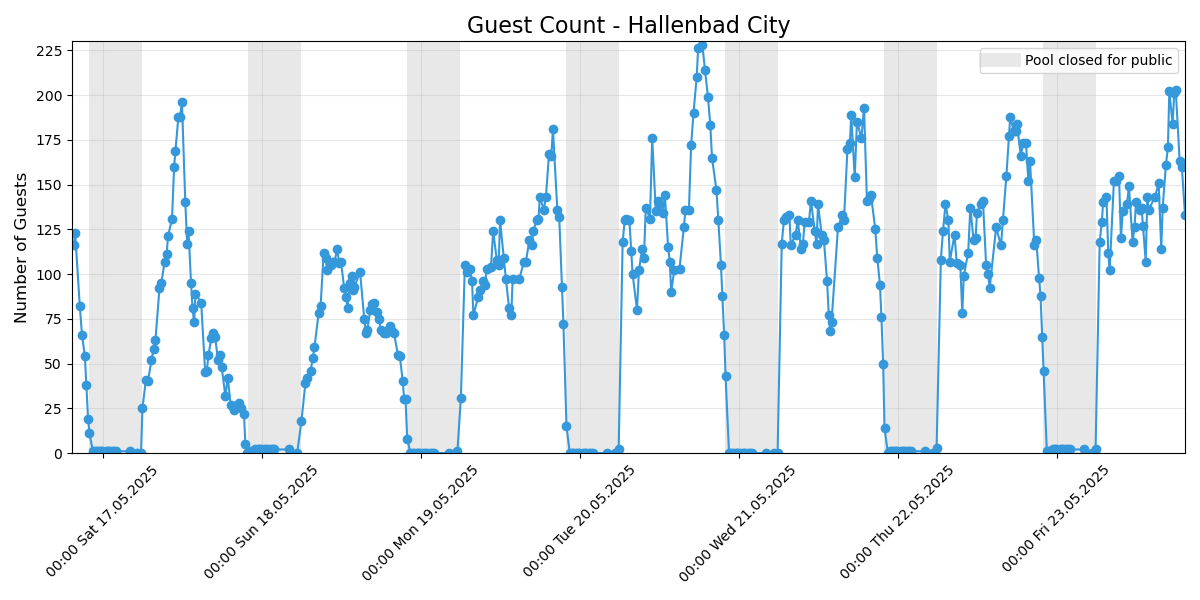 Guest Count - Hallenbad City
Pool closed for public
Number of Guests
225
200
175
150
125
100
75
50
25
0
00:00 Sat 17.05.2025
00:00 Sun 18.05.2025
00:00 Mon 19.05.2025
00:00 Tue 20.05.2025
00:00 Wed 21.05.2025
00:00 Thu 22.05.2025
00:00 Fri 23.05.2025